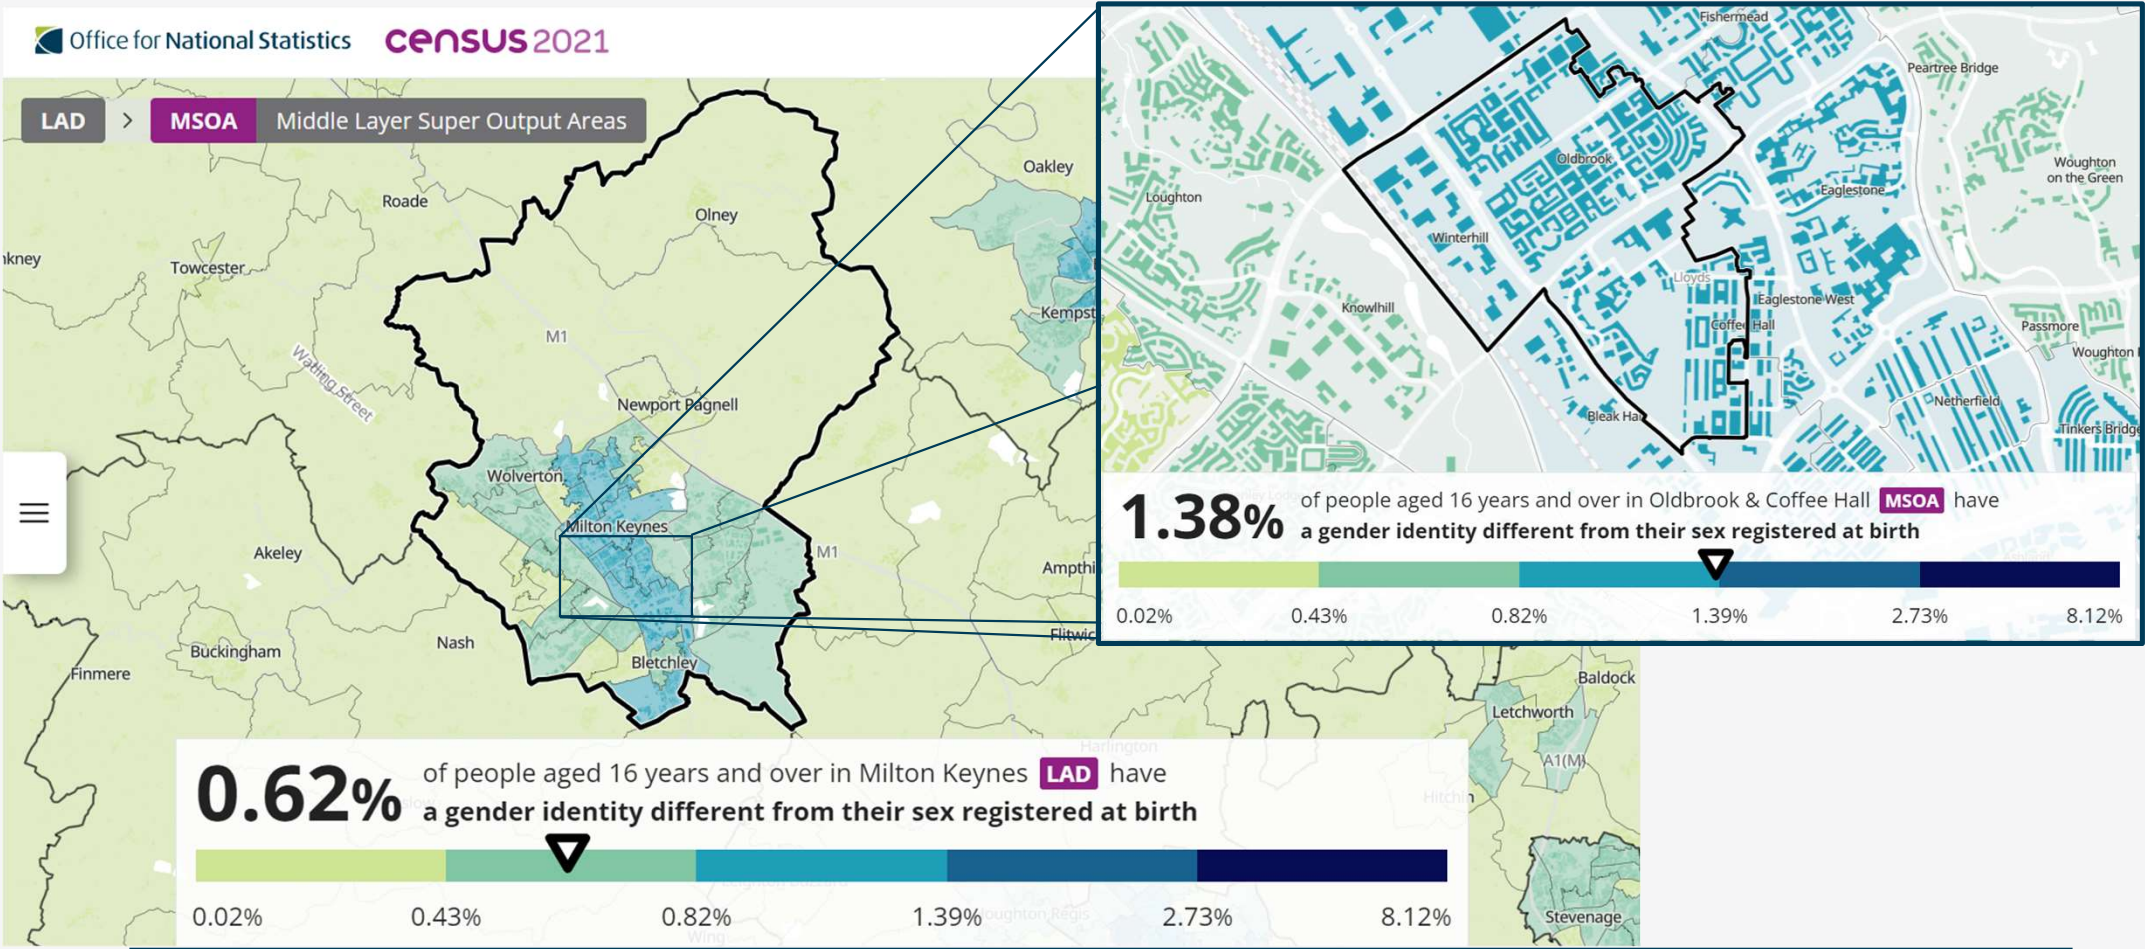 Office for National Statistics census 2021
LAD > MSOA Middle Layer Super Output Areas
Oakley
Roade
Olney
Towcester
Kempst
M1
Watling Street
Newport Pagnell
Wolverton
Milton Keynes
Akeley
M1
Ampthi
Nash
Flitwic
Buckingham
Bletchley
Finmere
Baldock
Letchworth
A1(M)
Harlington
Hitchin
Stevenage
Fishermead
Peartree Bridge
Oldbrook
Woughton
on the Green
Eaglestone
Loughton
Winterhill
Lloyds
Eaglestone West
Knowlhill
Coffee Hall
Passmore
Woughton
Netherfield
Bleak Ha
Tinkers Bridge
1.38% of people aged 16 years and over in Oldbrook & Coffee Hall MSOA have
a gender identity different from their sex registered at birth
0.02% 0.43% 0.82% 1.39% 2.73% 8.12%
0.62% of people aged 16 years and over in Milton Keynes LAD have
a gender identity different from their sex registered at birth
0.02% 0.43% 0.82% 1.39% 2.73% 8.12%
Wing